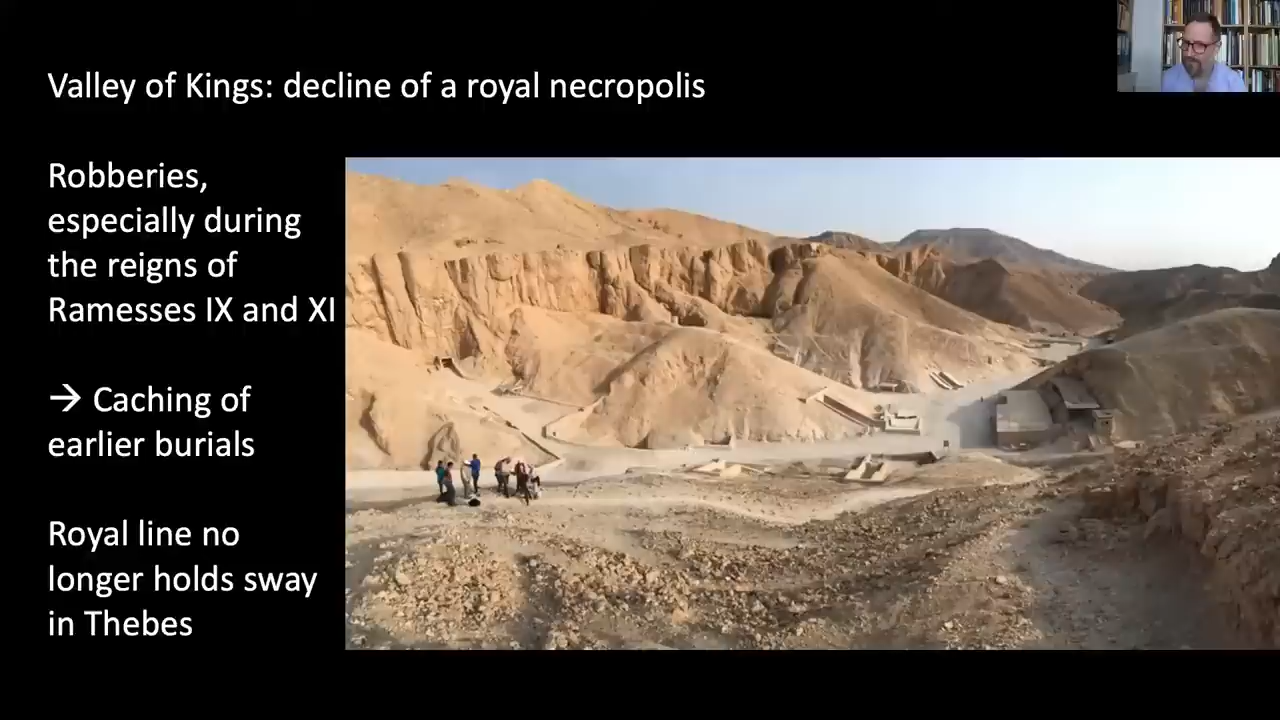 Valley of Kings: decline of a royal necropolis
Robberies,
especially during
the reigns of
Ramesses IX and XI
→ Caching of
earlier burials
Royal line no
longer holds sway
in Thebes